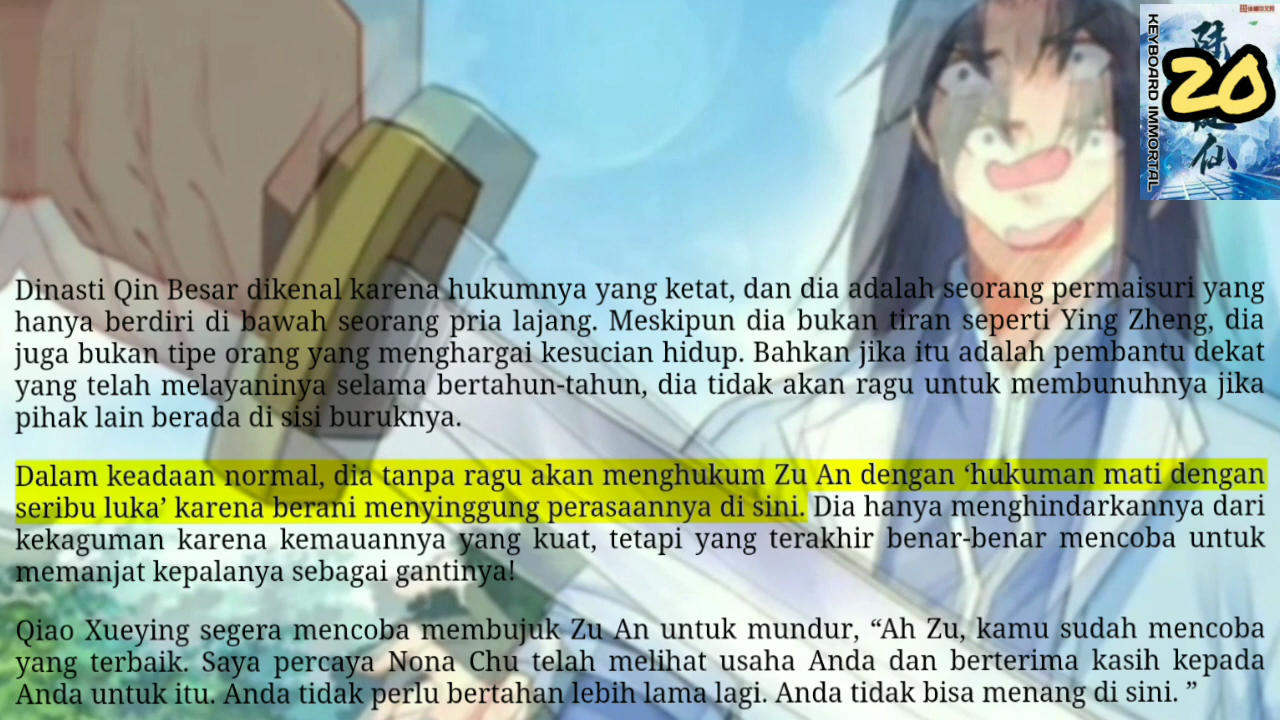 KEYBOARD IMMORTAL
20
仙
Dinasti Qin Besar dikenal karena hukumnya yang ketat, dan dia adalah seorang permaisuri yang
hanya berdiri di bawah seorang pria lajang. Meskipun dia bukan tiran seperti Ying Zheng, dia
juga bukan tipe orang yang menghargai kesucian hidup. Bahkan jika itu adalah pembantu dekat
yang telah melayaninya selama bertahun-tahun, dia tidak akan ragu untuk membunuhnya jika
pihak lain berada di sisi buruknya.
Dalam keadaan normal, dia tanpa ragu akan menghukum Zu An dengan ‘hukuman mati dengan
seribu luka’ karena berani menyinggung perasaannya di sini. Dia hanya menghindarkannya dari
kekaguman karena kemauannya yang kuat, tetapi yang terakhir benar-benar mencoba untuk
memanjat kepalanya sebagai gantinya!
Qiao Xueying segera mencoba membujuk Zu An untuk mundur, “Ah Zu, kamu sudah mencoba
yang terbaik. Saya percaya Nona Chu telah melihat usaha Anda dan berterima kasih kepada
Anda untuk itu. Anda tidak perlu bertahan lebih lama lagi. Anda tidak bisa menang di sini. ”